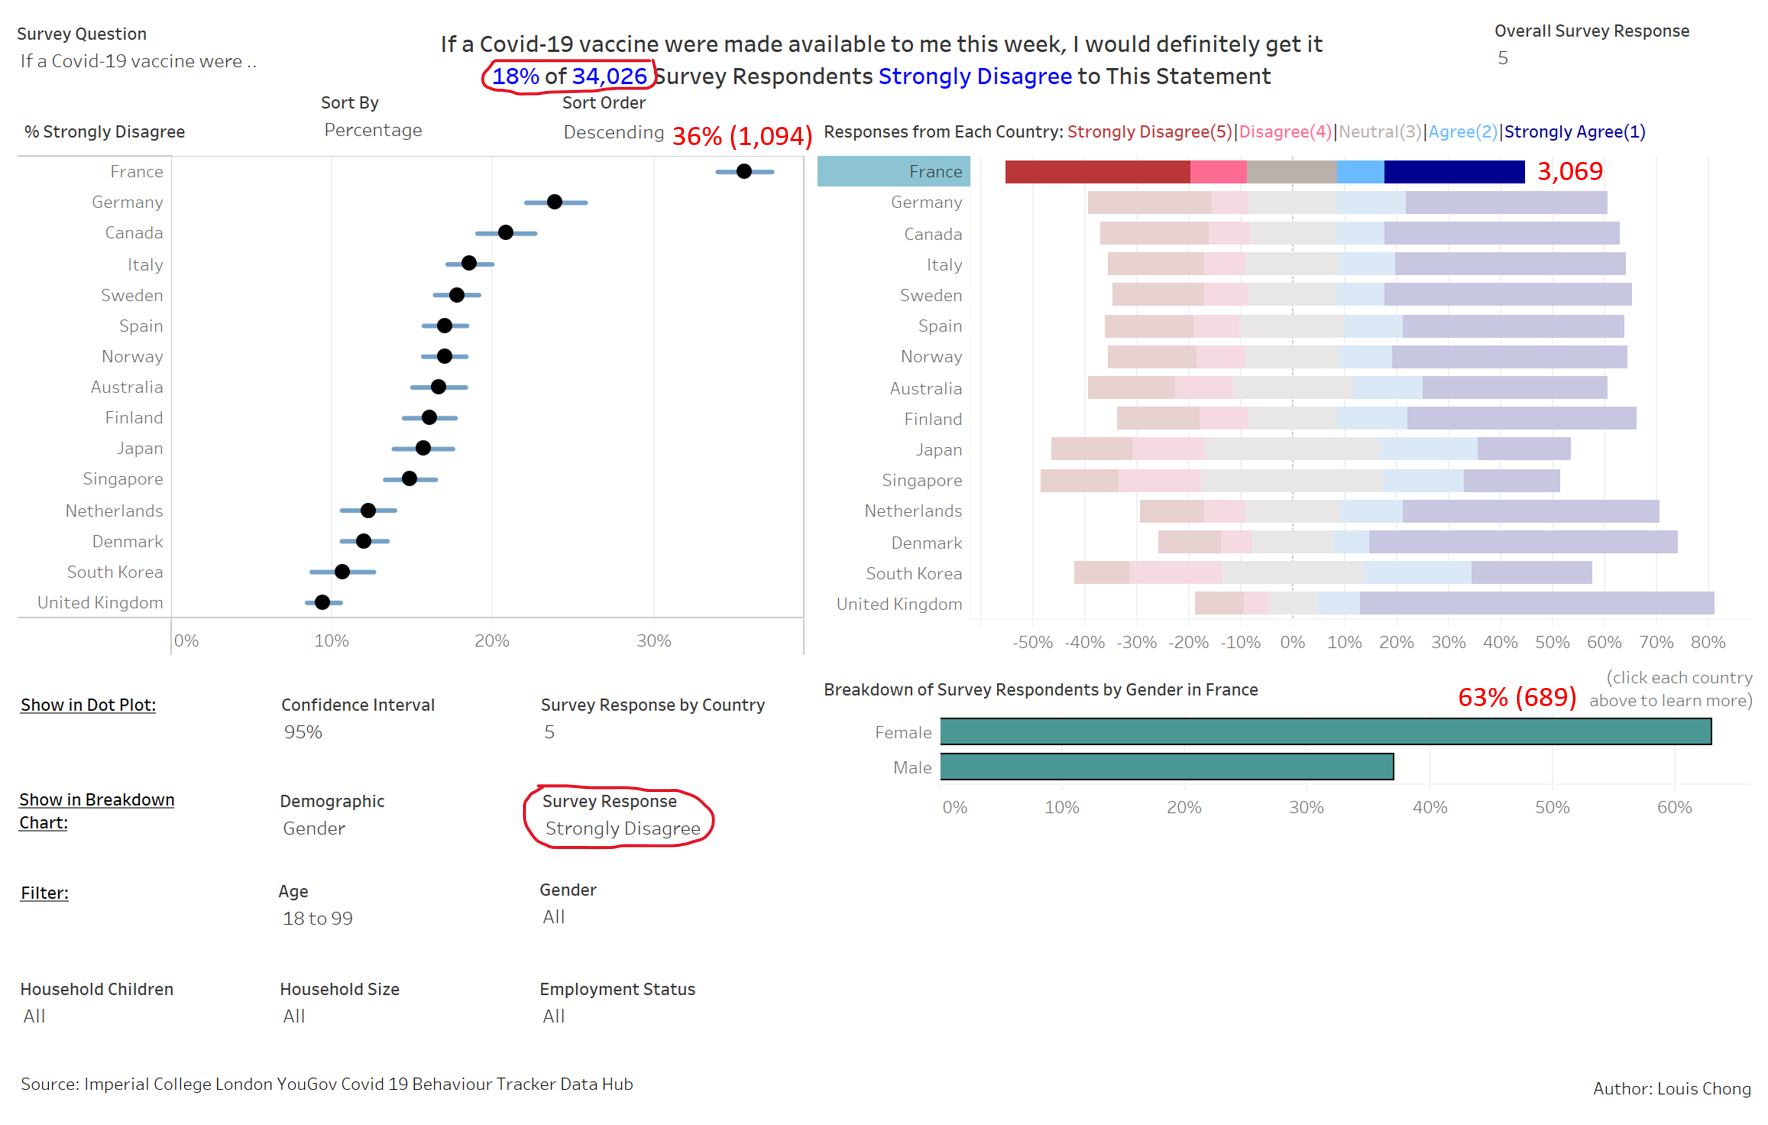 Survey Question
If a Covid-19 vaccine were ..
If a Covid-19 vaccine were made available to me this week, I would definitely get it
18% of 34,026 Survey Respondents Strongly Disagree to This Statement
Overall Survey Response
5
Sort By
Percentage
Sort Order
Descending
36% (1,094)
% Strongly Disagree
France
Germany
Canada
Italy
Sweden
Spain
Norway
Australia
Finland
Japan
Singapore
Netherlands
Denmark
South Korea
United Kingdom
0% 10% 20% 30%
Responses from Each Country: Strongly Disagree(5)|Disagree(4)|Neutral(3)|Agree(2)|Strongly Agree(1)
France 3,069
Germany
Canada
Italy
Sweden
Spain
Norway
Australia
Finland
Japan
Singapore
Netherlands
Denmark
South Korea
United Kingdom
-50% -40% -30% -20% -10% 0% 10% 20% 30% 40% 50% 60% 70% 80%
Show in Dot Plot:
Confidence Interval
95%
Survey Response by Country
5
Breakdown of Survey Respondents by Gender in France
63% (689)
(click each country
above to learn more)
Female
Male
0% 10% 20% 30% 40% 50% 60%
Show in Breakdown
Chart:
Demographic
Gender
Survey Response
Strongly Disagree
Filter:
Age
18 to 99
Gender
All
Household Children
All
Household Size
All
Employment Status
All
Source: Imperial College London YouGov Covid 19 Behaviour Tracker Data Hub
Author: Louis Chong